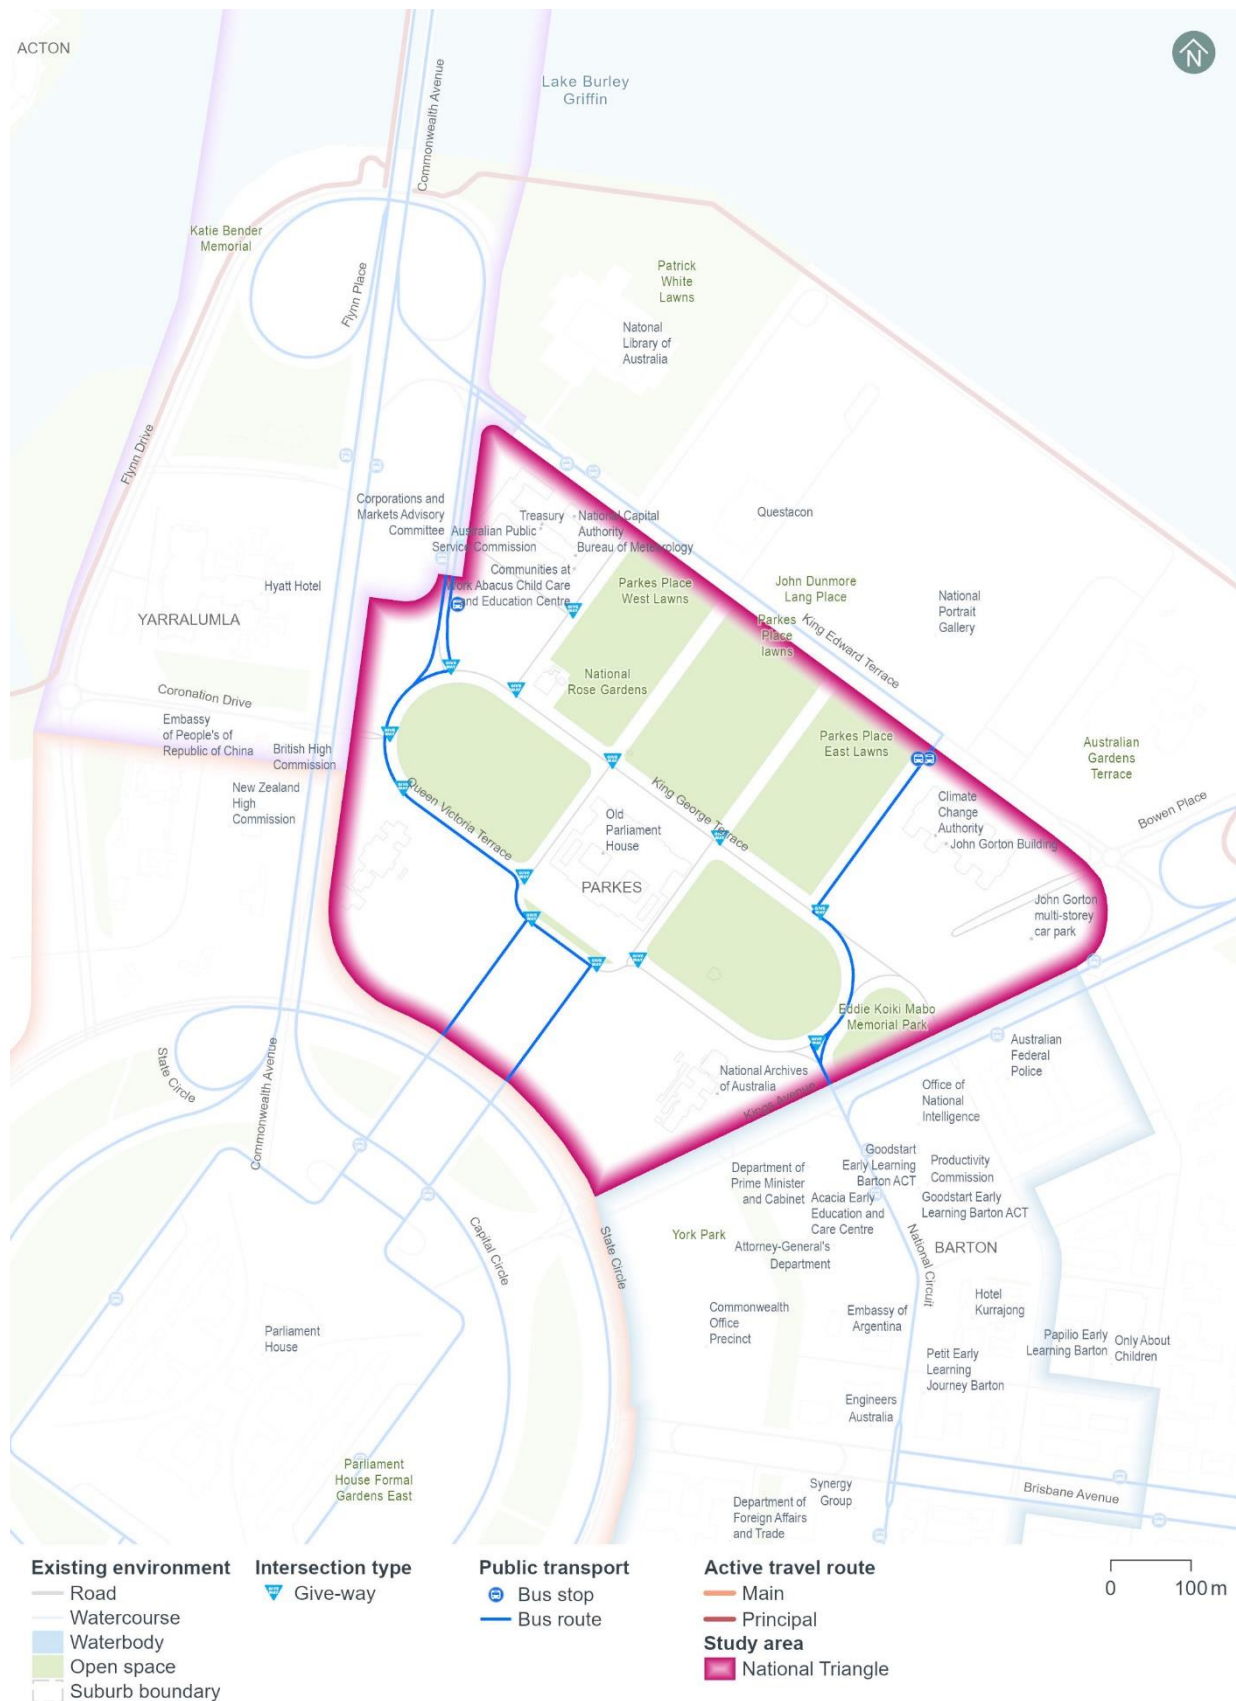 ACTON
N
Commonwealth Avenue
Lake Burley
Griffin
Katie Bender
Memorial
Flynn Place
Patrick
White
Lawns
Natonal
Library of
Australia
Flynn Drive
Corporations and
Markets Advisory
Committee
Treasury
National Capital
Authority
Australian Public
Service Commission
Bureau of Meteorology
Questacon
Communities at
Work Abacus Child Care
and Education Centre
Hyatt Hotel
Parkes Place
West Lawns
John Dunmore
Lang Place
National
Portrait
Gallery
YARRALUMLA
Parkes
Place
lawns
King Edward Terrace
National
Rose Gardens
Coronation Drive
Embassy
of People's of
Republic of China
British High
Commission
Parkes Place
East Lawns
Australian
Gardens
Terrace
New Zealand
High
Commission
Queen Victoria Terrace
King George Terrace
Old
Parliament
House
Climate
Change
Authority
John Gorton Building
Bowen Place
PARKES
John Gorton
multi-storey
car park
Eddie Koiki Mabo
Memorial Park
State Circle
Commonwealth Avenue
National Archives
of Australia
Kings Avenue
Australian
Federal
Police
Office of
National
Intelligence
Department of
Prime Minister
and Cabinet
Goodstart
Early Learning
Barton ACT
Productivity
Commission
Acacia Early
Education and
Care Centre
Goodstart Early
Learning Barton ACT
Capital Circle
State Circle
York Park
Attorney-General's
Department
National Circuit
BARTON
Commonwealth
Office
Precinct
Embassy of
Argentina
Hotel
Kurrajong
Parliament
House
Papilio Early
Learning Barton
Only About
Children
Petit Early
Learning
Journey Barton
Engineers
Australia
Parliament
House Formal
Gardens East
Synergy
Group
Brisbane Avenue
Department of
Foreign Affairs
and Trade
Existing environment
Road
Watercourse
Waterbody
Open space
Suburb boundary
Intersection type
Give-way
Public transport
Bus stop
Bus route
Active travel route
Main
Principal
Study area
National Triangle
0 100 m